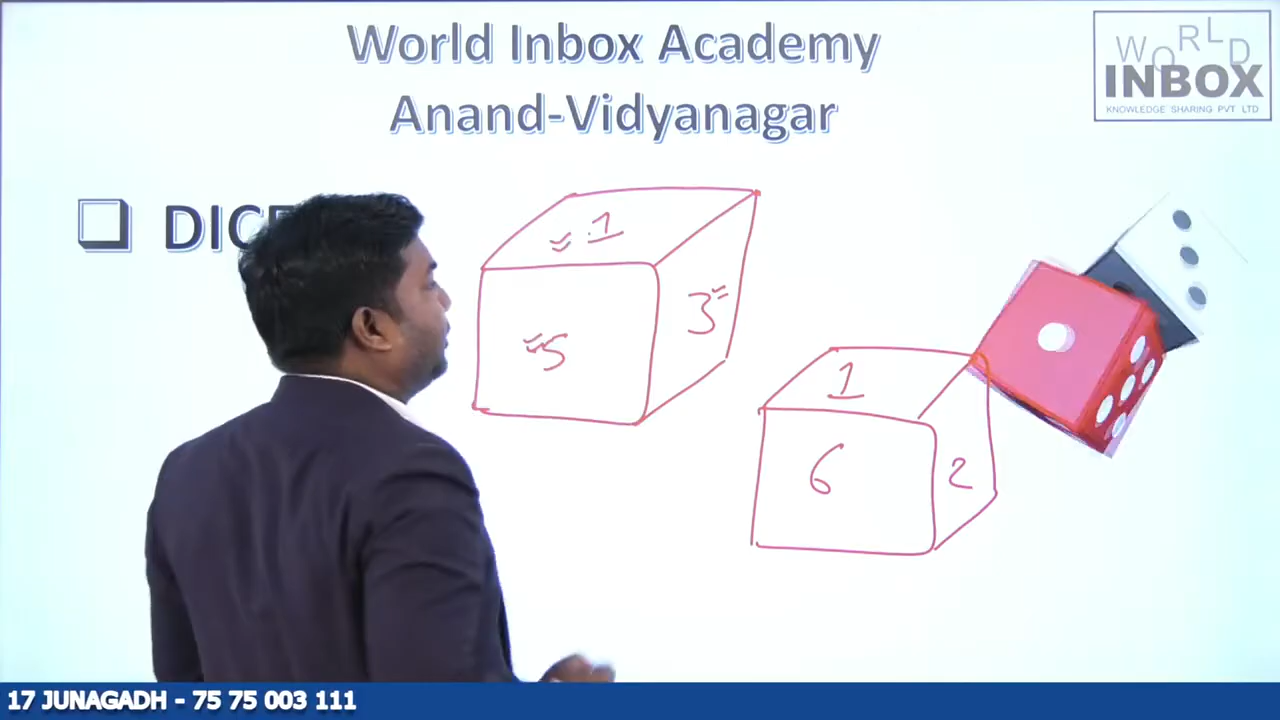 World Inbox Academy
Anand-Vidyanagar
WORLD
INBOX
KNOWLEDGE SHARING PVT LTD
1
5
3
1
6
2
17 JUNAGADH - 75 75 003 111